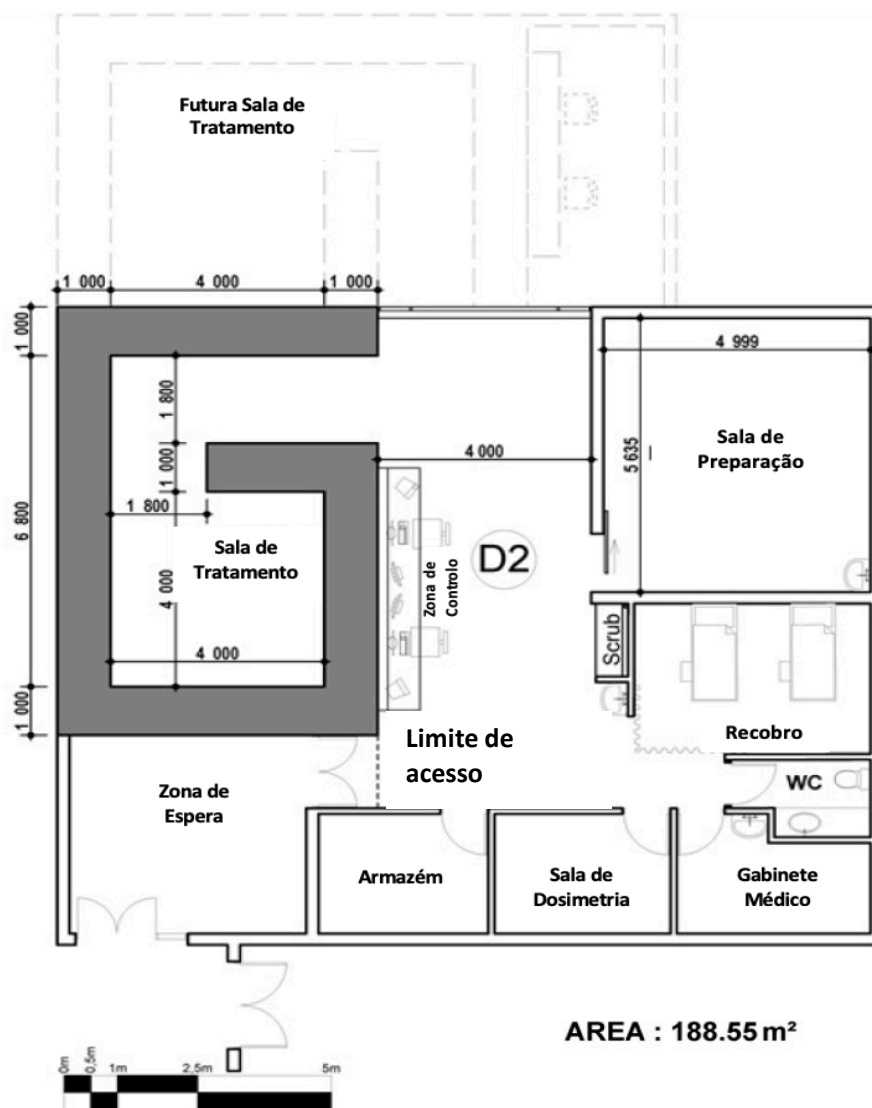 Futura Sala de
Tratamento
1 000
4 000
1 000
1 000
4 999
1 800
4 000
5 635
Sala de
Preparação
1 000
6 800
1 800
Sala de
Tratamento
4 000
Zona de
Controlo
D2
4 000
Scrub
1 000
Limite de
acesso
Recobro
Zona de
Espera
WC
Armazém
Sala de
Dosimetria
Gabinete
Médico
AREA : 188.55 m²
0m
0,5m
1m
2,5m
5m